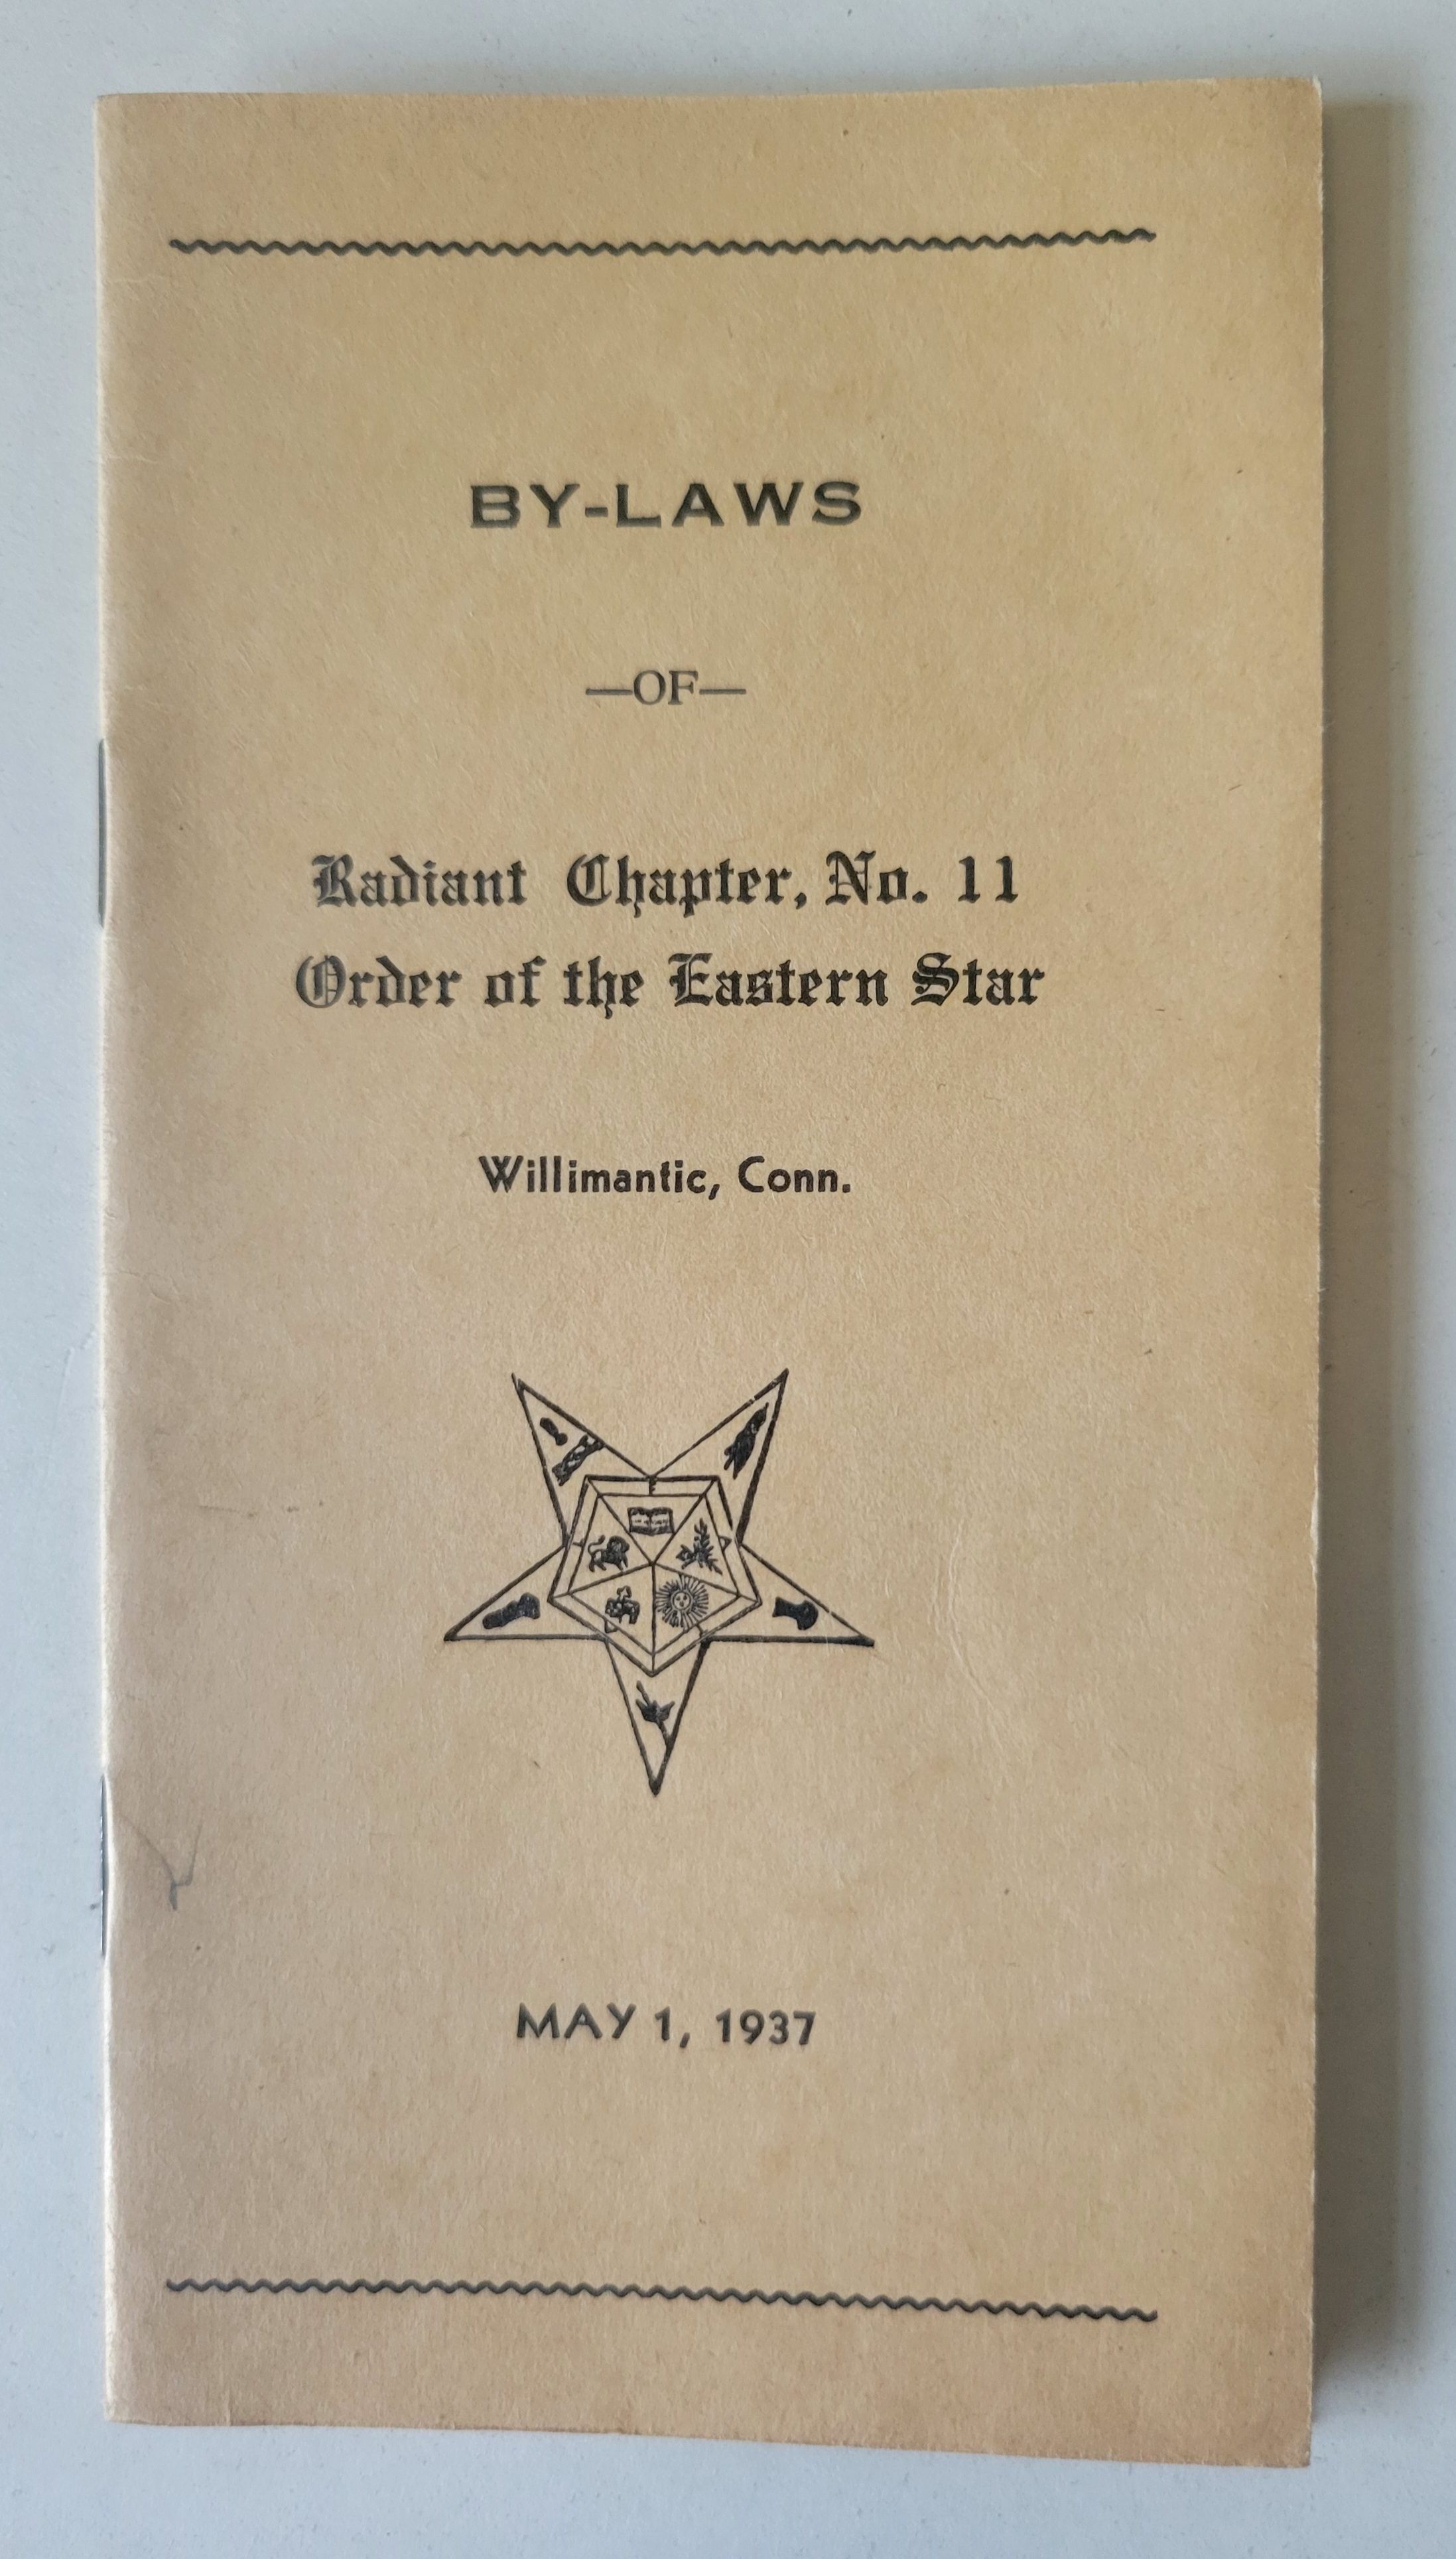 BY-LAWS
—OF—
Radiant Chapter, No. 11
Order of the Eastern Star
Willimantic, Conn.
MAY 1, 1937